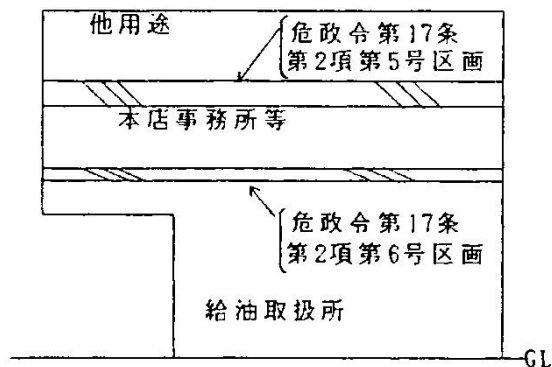 他用途
危政令第17条
第2項第5号区画
本店事務所等
危政令第17条
第2項第6号区画
給油取扱所
GL